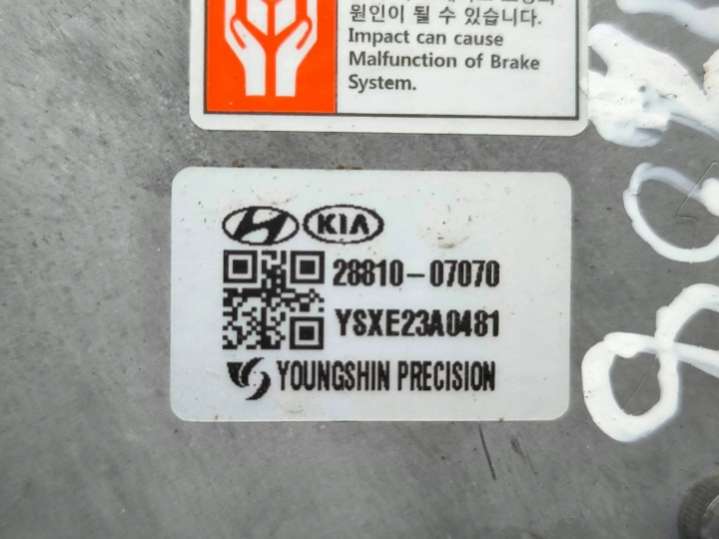 원인이 될 수 있습니다.
Impact can cause
Malfunction of Brake
System.
KIA
28810-07070
YSXE23A0481
YOUNGSHIN PRECISION